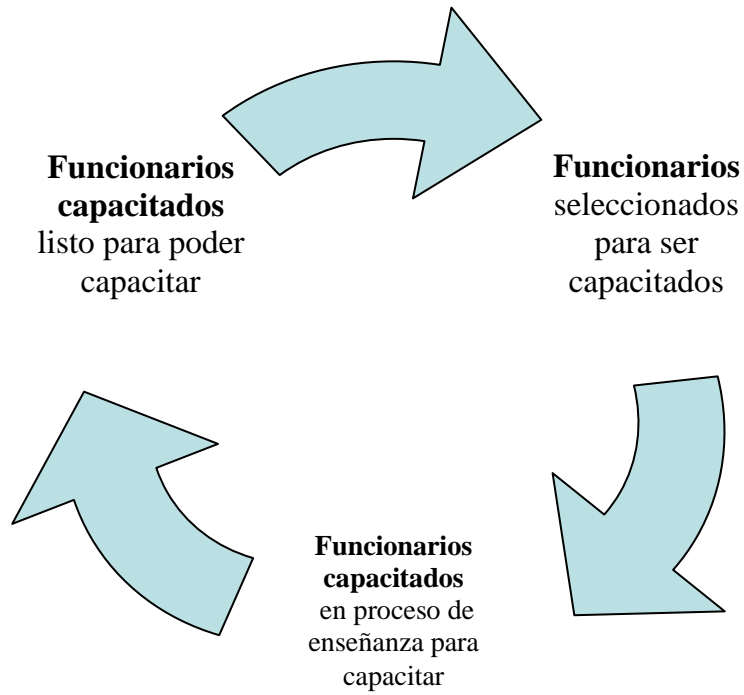 Funcionarios
capacitados
listo para poder
capacitar
Funcionarios
seleccionados
para ser
capacitados
Funcionarios
capacitados
en proceso de
enseñanza para
capacitar